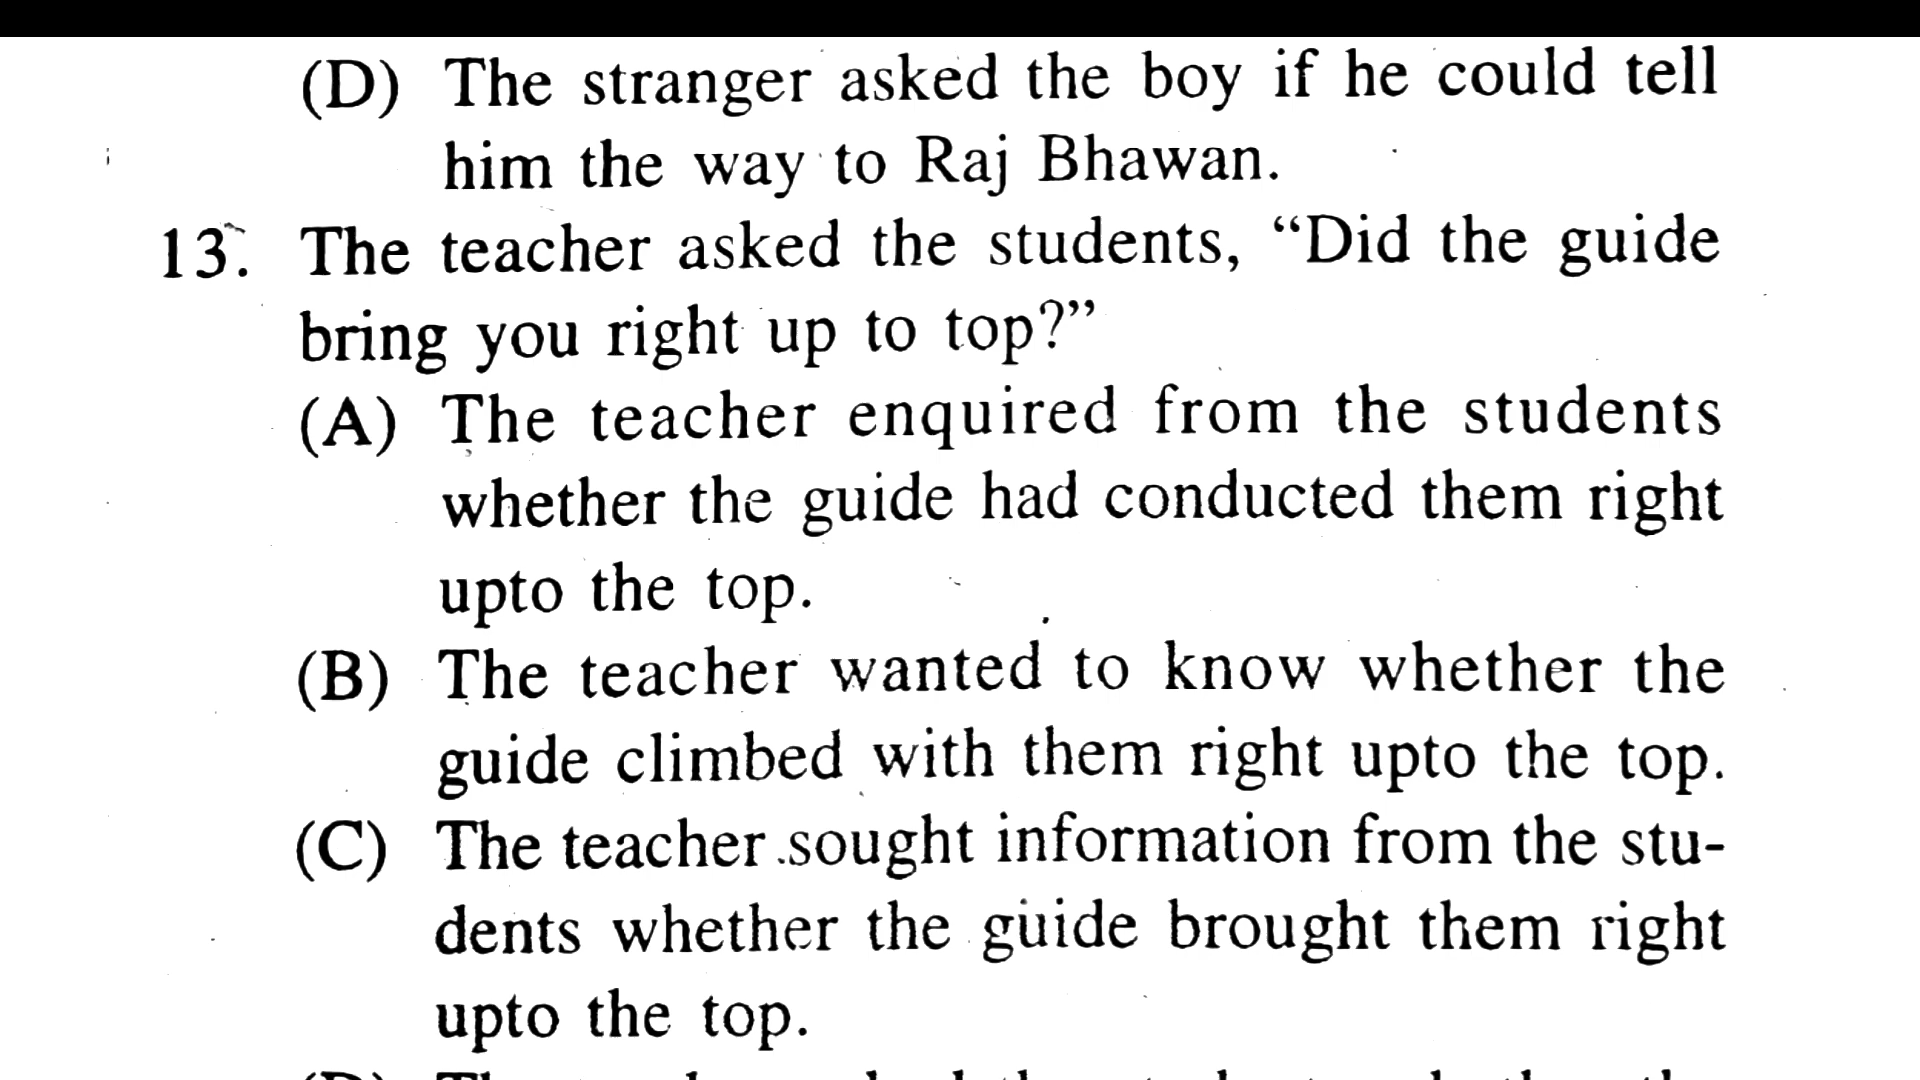 (D) The stranger asked the boy if he could tell
him the way to Raj Bhawan.
13. The teacher asked the students, “Did the guide
bring you right up to top?”
(A) The teacher enquired from the students
whether the guide had conducted them right
upto the top.
(B) The teacher wanted to know whether the
guide climbed with them right upto the top.
(C) The teacher sought information from the stu-
dents whether the guide brought them right
upto the top.